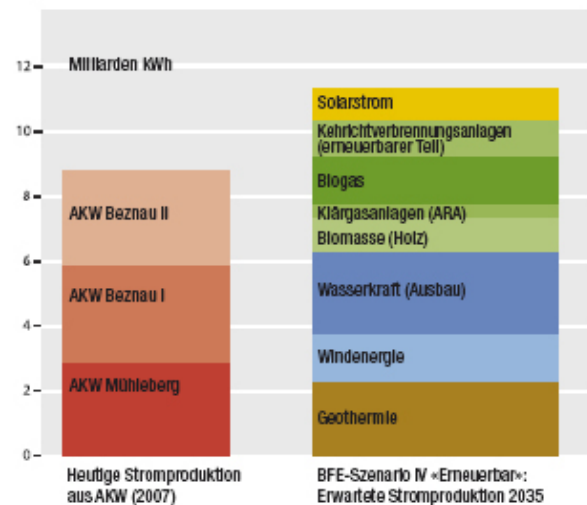 Milliarden KWh
12
10
8
6
4
2
0
AKW Beznau II
AKW Beznau I
AKW Mühleberg
Solarstrom
Kehrichtverbrennungsanlagen
(erneuerbarer Teil)
Biogas
Klärgasanlagen (ARA)
Biomasse (Holz)
Wasserkraft (Ausbau)
Windenergie
Geothermie
Heutige Stromproduktion
aus AKW (2007)
BFE-Szenario IV «Erneuerbar»:
Erwartete Stromproduktion 2035